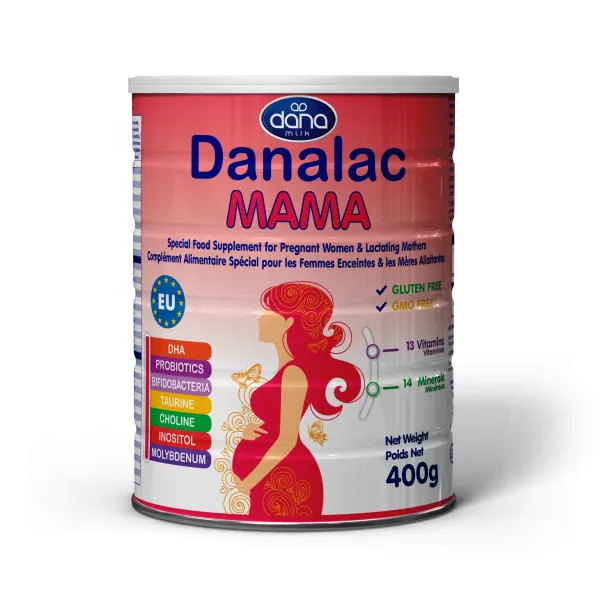 dana
milk
Danalac
MAMA
Special Food Supplement for Pregnant Women & Lactating Mothers
Complément Alimentaire Spécial pour les Femmes Enceintes & les Mères Allaitantes
EU
GLUTEN FREE
GMO FREE
DHA
PROBIOTICS
BIFIDOBACTERIA
TAURINE
CHOLINE
INOSITOL
MOLYBDENUM
13 Vitamins
Vitamines
14 Minerals
Minéraux
Net Weight
Poids Net
400g